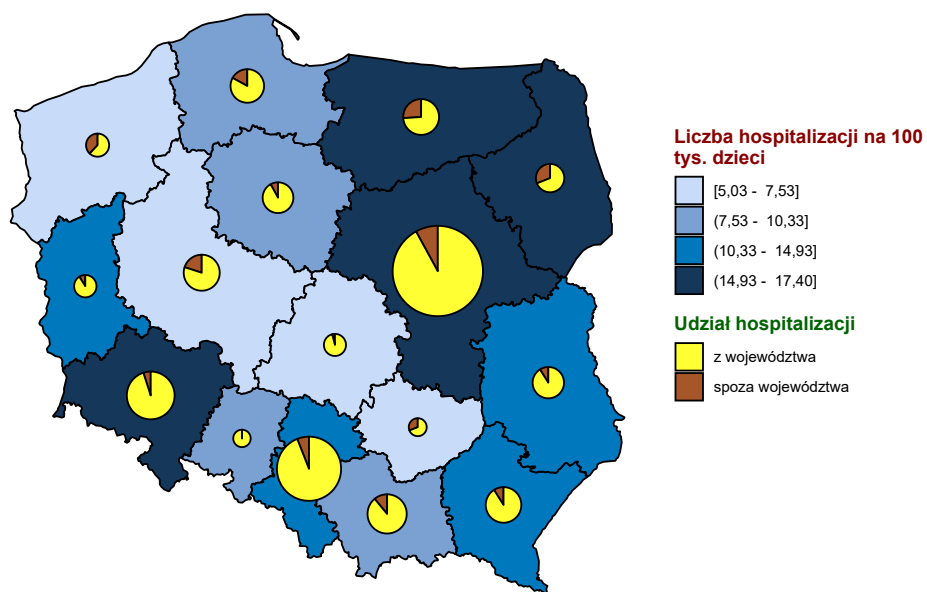 Liczba hospitalizacji na 100
tys. dzieci
[5,03 - 7,53]
(7,53 - 10,33]
(10,33 - 14,93]
(14,93 - 17,40]
Udział hospitalizacji
z województwa
spoza województwa